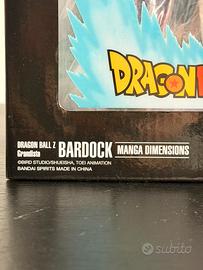 DRAGON
DRAGON BALL Z
Grandista
BARDOCK
MANGA DIMENSIONS
©BIRD STUDIO/SHUEISHA, TOEI ANIMATION
BANDAI SPIRITS MADE IN CHINA
subito